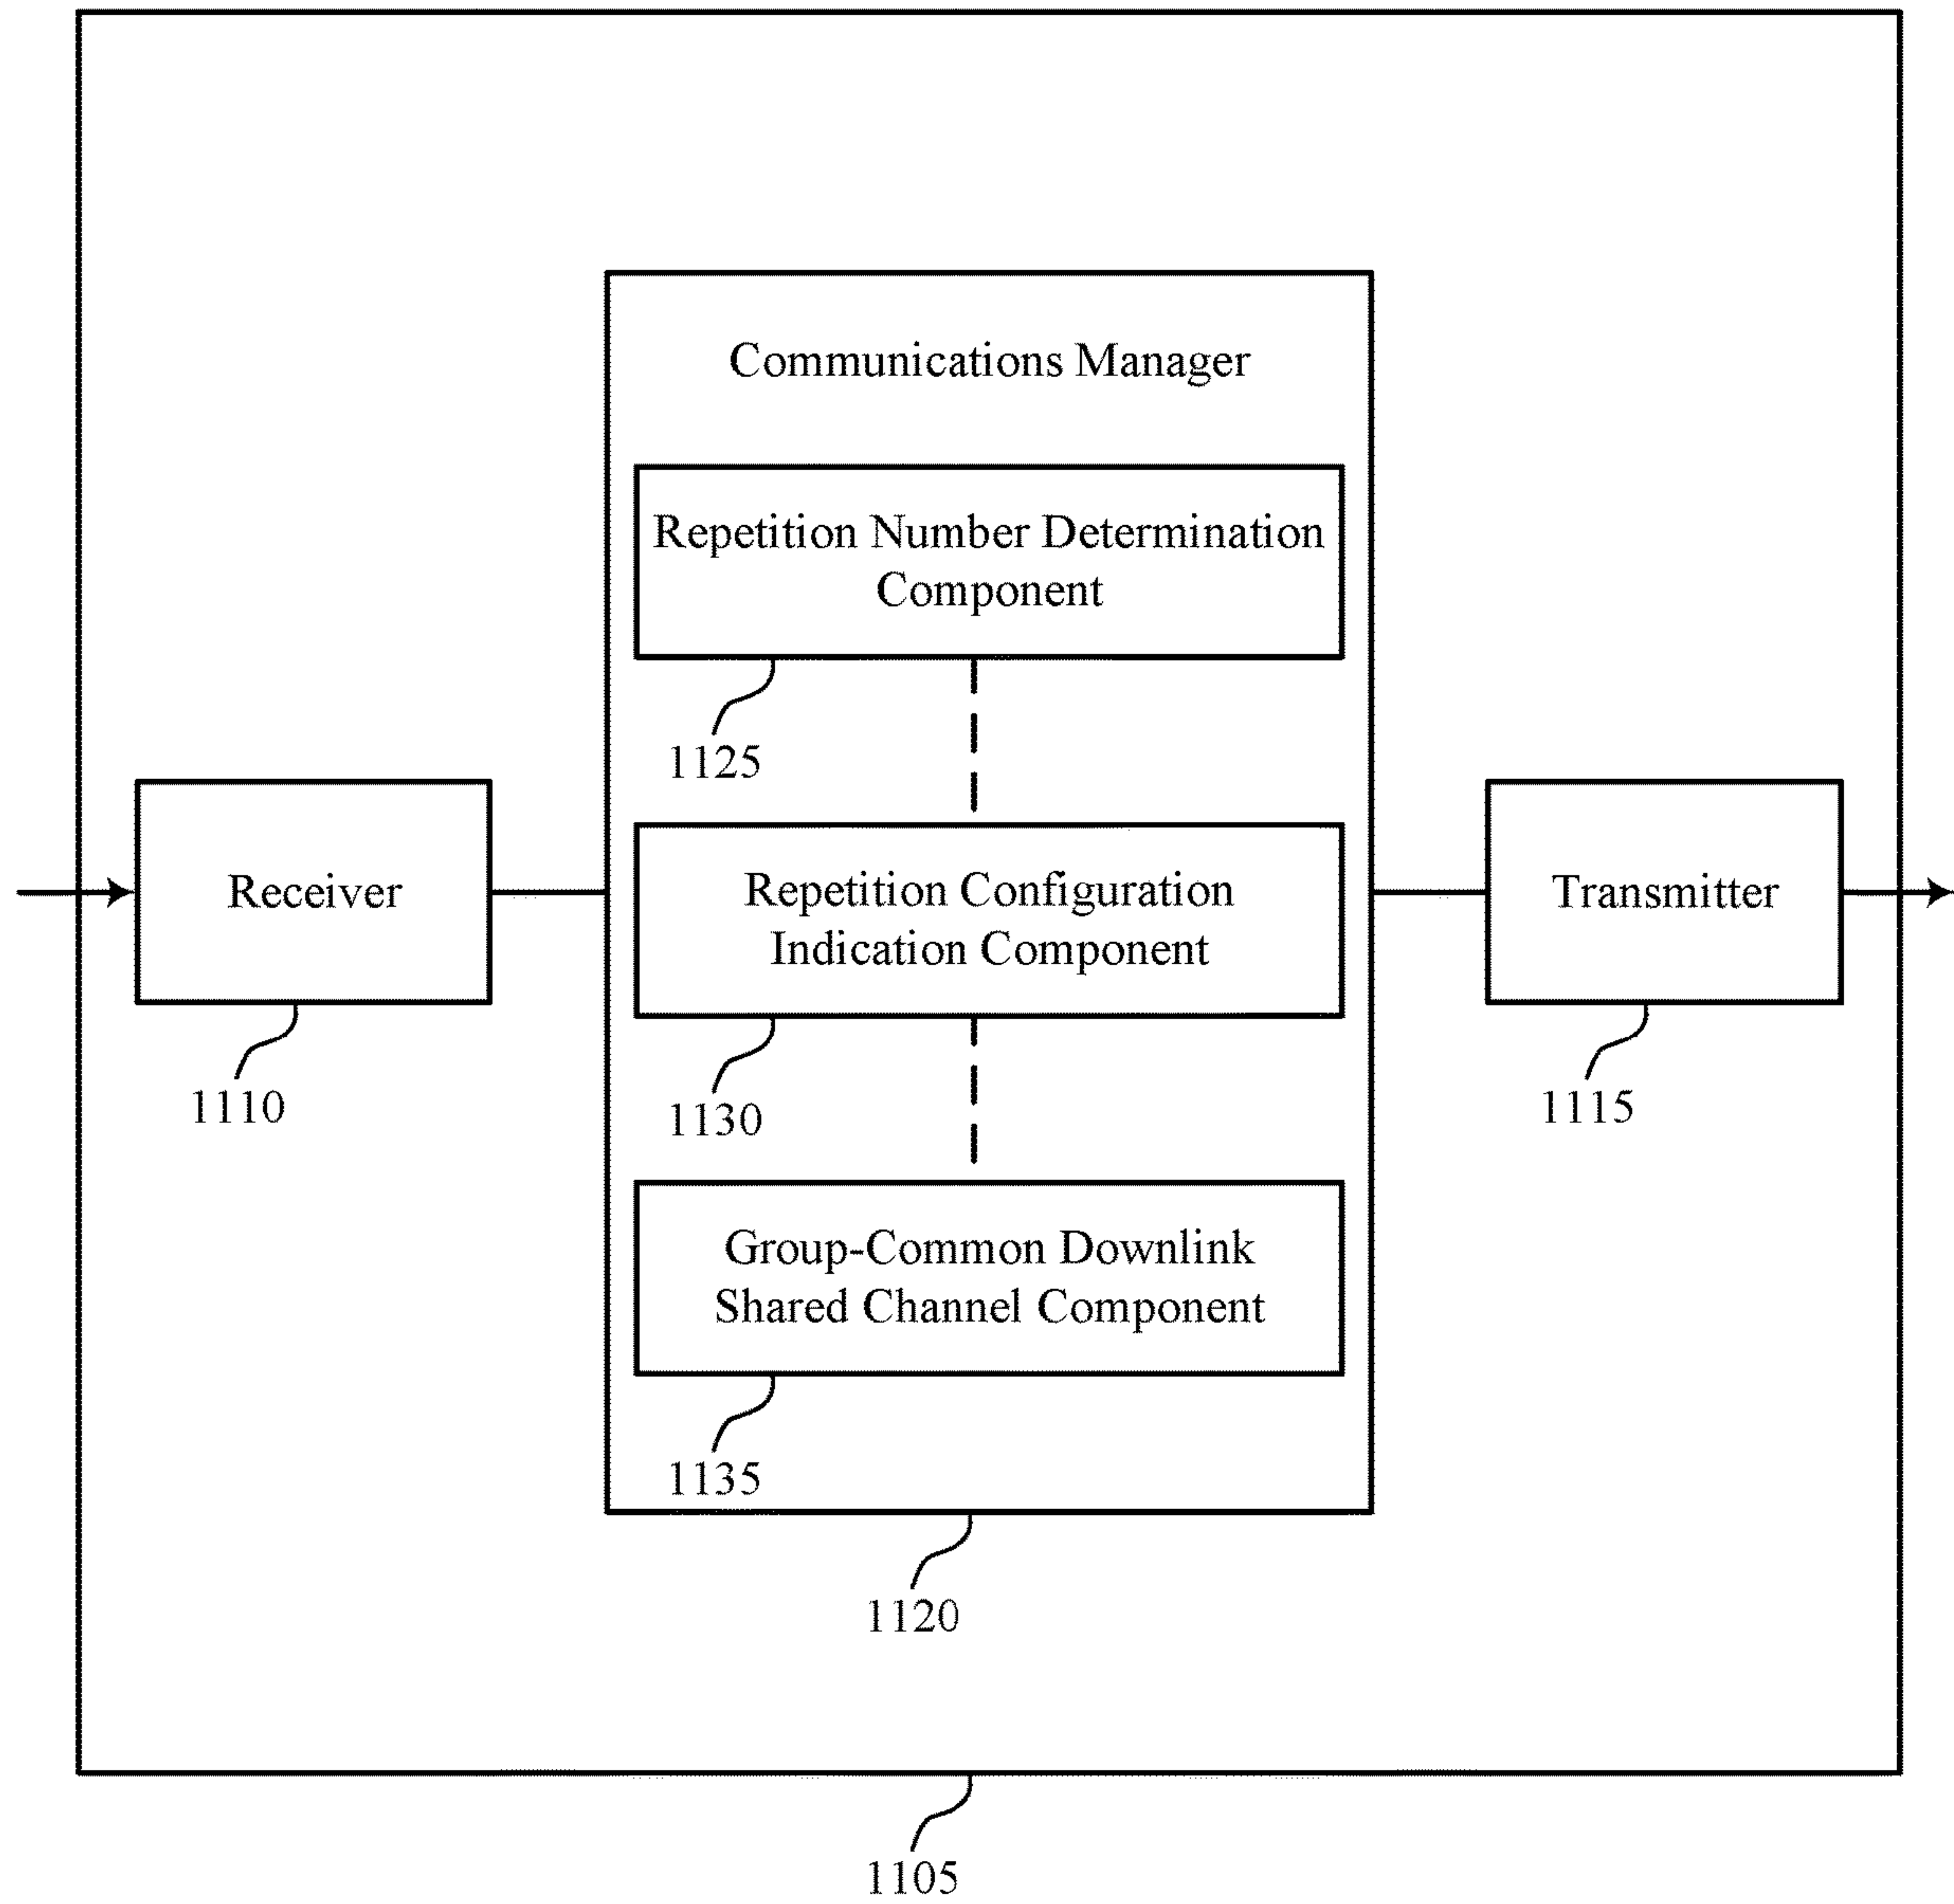 Communications Manager
Repetition Number Determination
Component
1125
Receiver
1110
Repetition Configuration
Indication Component
1130
Transmitter
1115
Group-Common Downlink
Shared Channel Component
1135
1120
1105